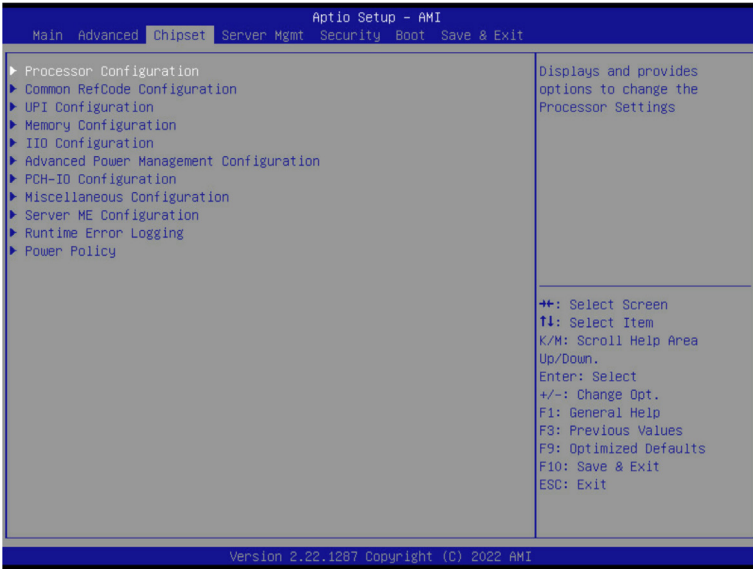 Aptio Setup – AMI
Main Advanced Chipset Server Mgmt Security Boot Save & Exit
▶ Processor Configuration
▶ Common RefCode Configuration
▶ UPI Configuration
▶ Memory Configuration
▶ IIO Configuration
▶ Advanced Power Management Configuration
▶ PCH-IO Configuration
▶ Miscellaneous Configuration
▶ Server ME Configuration
▶ Runtime Error Logging
▶ Power Policy
Displays and provides
options to change the
Processor Settings
→←: Select Screen
↑↓: Select Item
K/M: Scroll Help Area
Up/Down.
Enter: Select
+/-: Change Opt.
F1: General Help
F3: Previous Values
F9: Optimized Defaults
F10: Save & Exit
ESC: Exit
Version 2.22.1287 Copyright (C) 2022 AMI